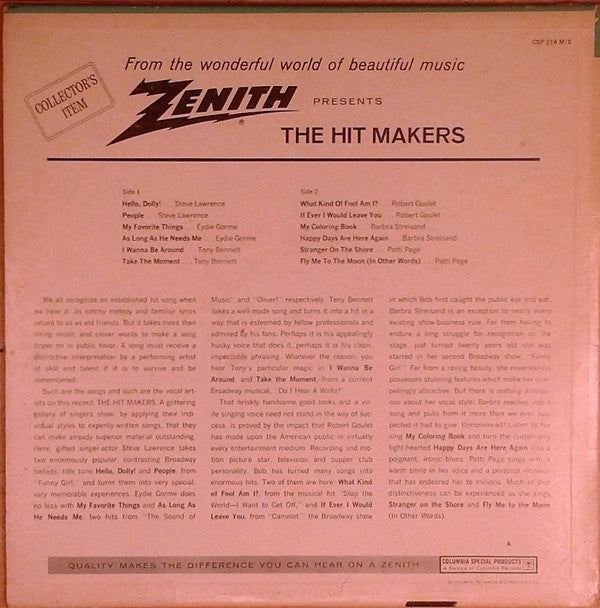 CSP 214 M/S
From the wonderful world of beautiful music
COLLECTOR'S
ITEM
ZENITH ® PRESENTS
THE HIT MAKERS
Side 1
Hello, Dolly! . . . Steve Lawrence
People . . . Steve Lawrence
My Favorite Things . . . Eydie Gorme
As Long As He Needs Me . . . Eydie Gorme
I Wanna Be Around . . . Tony Bennett
Take The Moment . . . Tony Bennett
Side 2
What Kind Of Fool Am I? . . . Robert Goulet
If Ever I Would Leave You . . . Robert Goulet
My Coloring Book . . . Barbra Streisand
Happy Days Are Here Again . . . Barbra Streisand
Stranger On The Shore . . . Patti Page
Fly Me To The Moon (In Other Words) . . . Patti Page
We all recognize an established hit song when
we hear it: its catchy melody and familiar lyrics
return to us as old friends. But it takes more than
lilting music and clever words to make a song
linger on in public favor. A song must receive a
distinctive interpretation by a performing artist
of skill and talent if it is to survive and be
remembered.
Such are the songs and such are the vocal art-
ists on this record, THE HIT MAKERS. A glittering
gallery of singers show, by applying their indi-
vidual styles to expertly-written songs, that they
can make already superior material outstanding.
Here, gifted singer-actor Steve Lawrence takes
two enormously popular, contrasting Broadway
ballads, title tune Hello, Dolly! and People, from
"Funny Girl," and turns them into very special,
very memorable experiences. Eydie Gorme does
no less with My Favorite Things and As Long As
He Needs Me, two hits from "The Sound of
Music" and "Oliver!" respectively. Tony Bennett
takes a well made song and turns it into a hit in a
way that is esteemed by fellow professionals and
admired by his fans. Perhaps it is his appealingly
husky voice that does it, perhaps it is his clean,
impeccable phrasing. Whatever the reason, you
hear Tony's particular magic in I Wanna Be
Around, and Take the Moment, from a current
Broadway musical, "Do I Hear A Waltz?"
That brinkly handsome good looks and a vir-
ile singing voice need not stand in the way of suc-
cess, is proved by the impact that Robert Goulet
has made upon the American public in virtually
every entertainment medium. Recording and mo-
tion picture star, television and supper club
personality, Bob has turned many songs into
enormous hits. Two of them are here: What Kind
of Fool Am I?, from the musical hit "Stop the
World—I Want to Get Off," and If Ever I Would
Leave You, from "Camelot," the Broadway show
in which Bob first caught the public eye and ear.
Barbra Streisand is an exception to nearly every
existing show-business rule. Far from having to
endure a long struggle for recognition on the
stage, just turned twenty years old she was
starred in her second Broadway show, "Funny
Girl." Far from a raving beauty, she nevertheless
possesses stunning features which make her com-
pellingly attractive. But there is nothing ambigu-
ous about her vocal style: Barbra reaches into a
song and pulls from it more than we ever sus-
pected it had to give. Unconvinced? Listen to her
sing My Coloring Book and turn the customarily
light-hearted Happy Days Are Here Again into a
poignant, ironic blues. Patti Page sings with a
warm smile in her voice and a personal intimacy
that has endeared her to millions. Much of that
distinctiveness can be experienced as she sings
Stranger on the Shore and Fly Me to the Moon
(In Other Words).
A
QUALITY MAKES THE DIFFERENCE YOU CAN HEAR ON A ZENITH
COLUMBIA SPECIAL PRODUCTS
A Service of Columbia Records